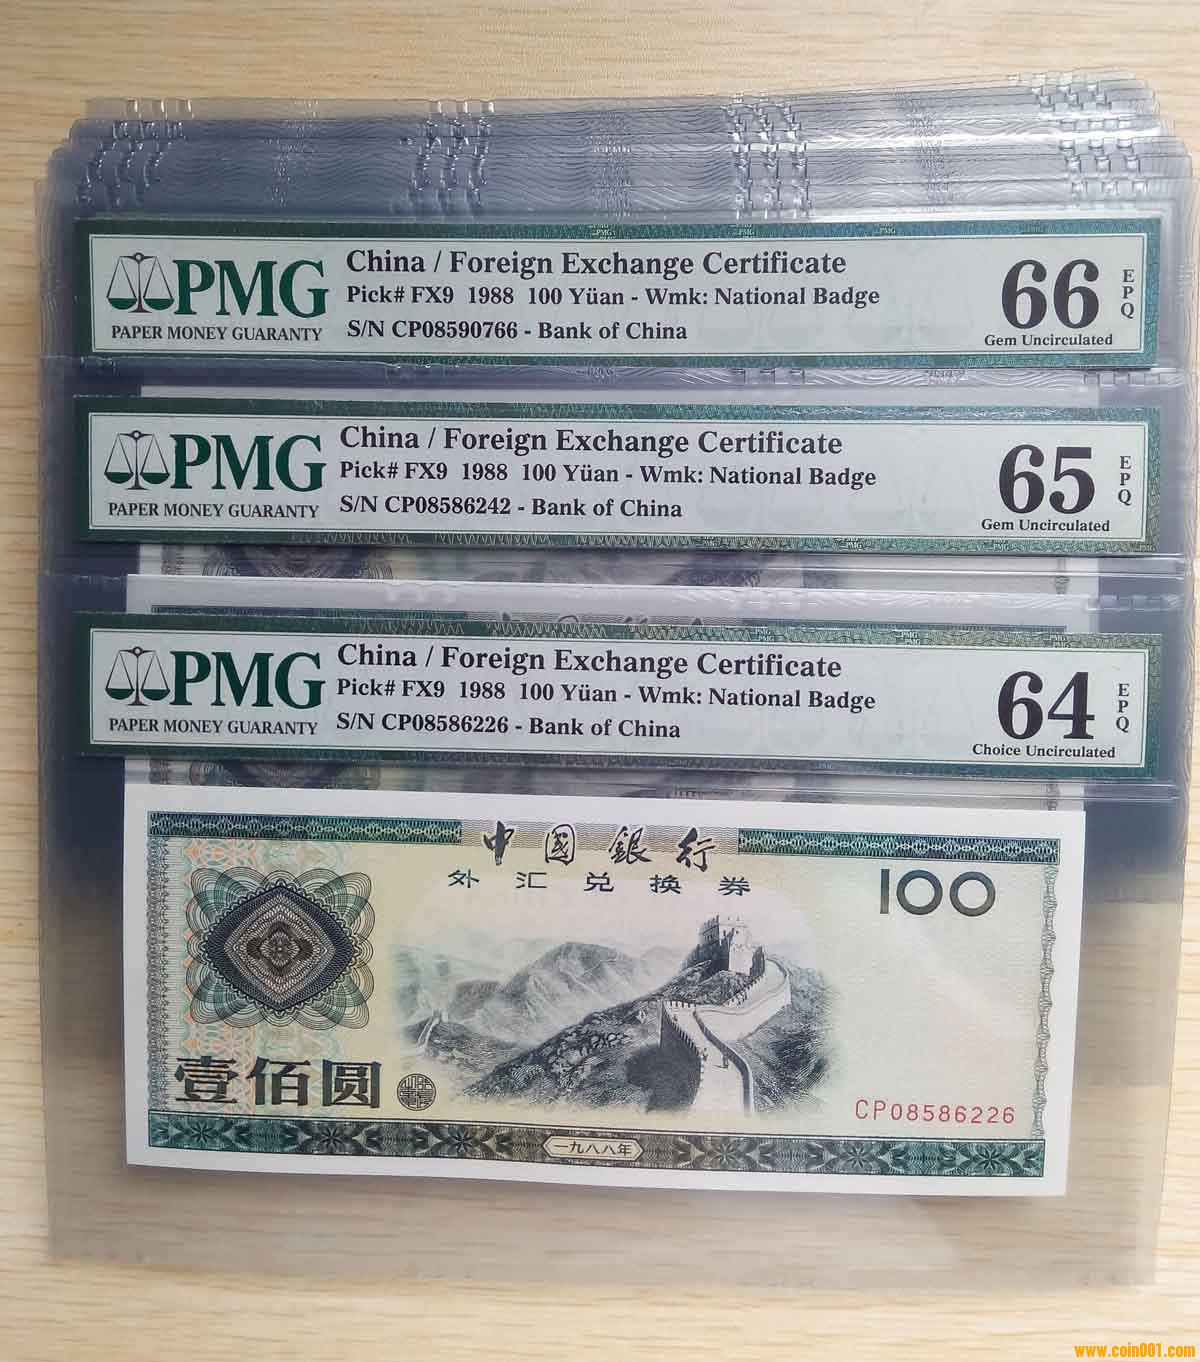 PMG
PAPER MONEY GUARANTY
China / Foreign Exchange Certificate
Pick# FX9 1988 100 Yüan - Wmk: National Badge
S/N CP08590766 - Bank of China
66
EPQ
Gem Uncirculated
PMG
PAPER MONEY GUARANTY
China / Foreign Exchange Certificate
Pick# FX9 1988 100 Yüan - Wmk: National Badge
S/N CP08586242 - Bank of China
65
EPQ
Gem Uncirculated
PMG
PAPER MONEY GUARANTY
China / Foreign Exchange Certificate
Pick# FX9 1988 100 Yüan - Wmk: National Badge
S/N CP08586226 - Bank of China
64
EPQ
Choice Uncirculated
中國銀行
外汇兑换券
100
壹佰圆
CP08586226
一九八八年
www.coin001.com